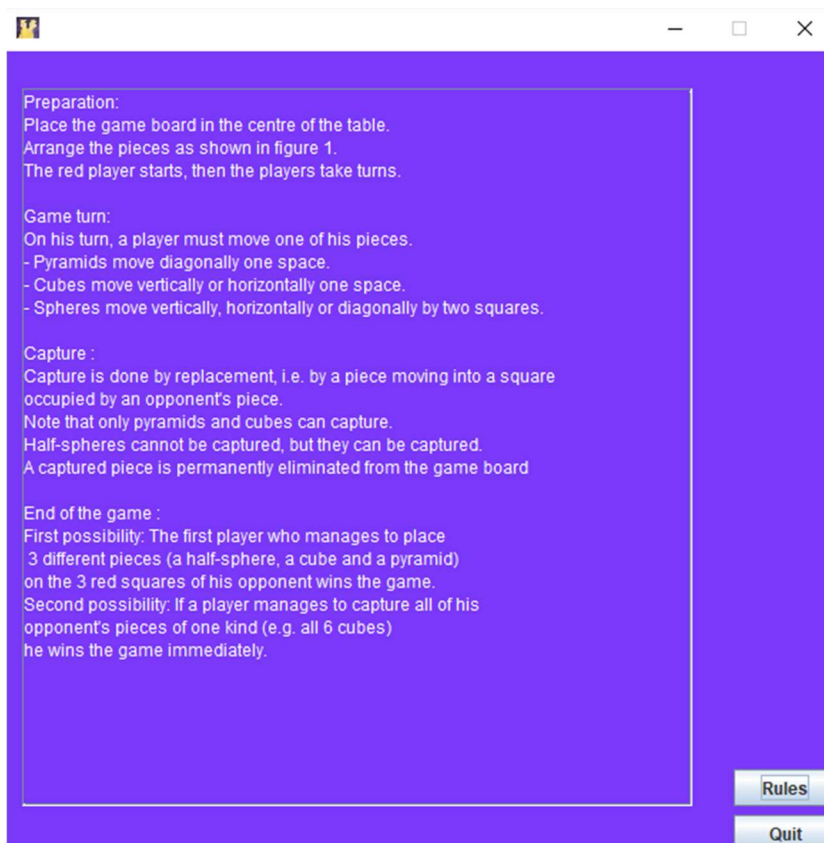 Preparation:
Place the game board in the centre of the table.
Arrange the pieces as shown in figure 1.
The red player starts, then the players take turns.
Game turn:
On his turn, a player must move one of his pieces.
- Pyramids move diagonally one space.
- Cubes move vertically or horizontally one space.
- Spheres move vertically, horizontally or diagonally by two squares.
Capture :
Capture is done by replacement, i.e. by a piece moving into a square
occupied by an opponent's piece.
Note that only pyramids and cubes can capture.
Half-spheres cannot be captured, but they can be captured.
A captured piece is permanently eliminated from the game board
End of the game :
First possibility: The first player who manages to place
3 different pieces (a half-sphere, a cube and a pyramid)
on the 3 red squares of his opponent wins the game.
Second possibility: If a player manages to capture all of his
opponent's pieces of one kind (e.g. all 6 cubes)
he wins the game immediately.
Rules
Quit